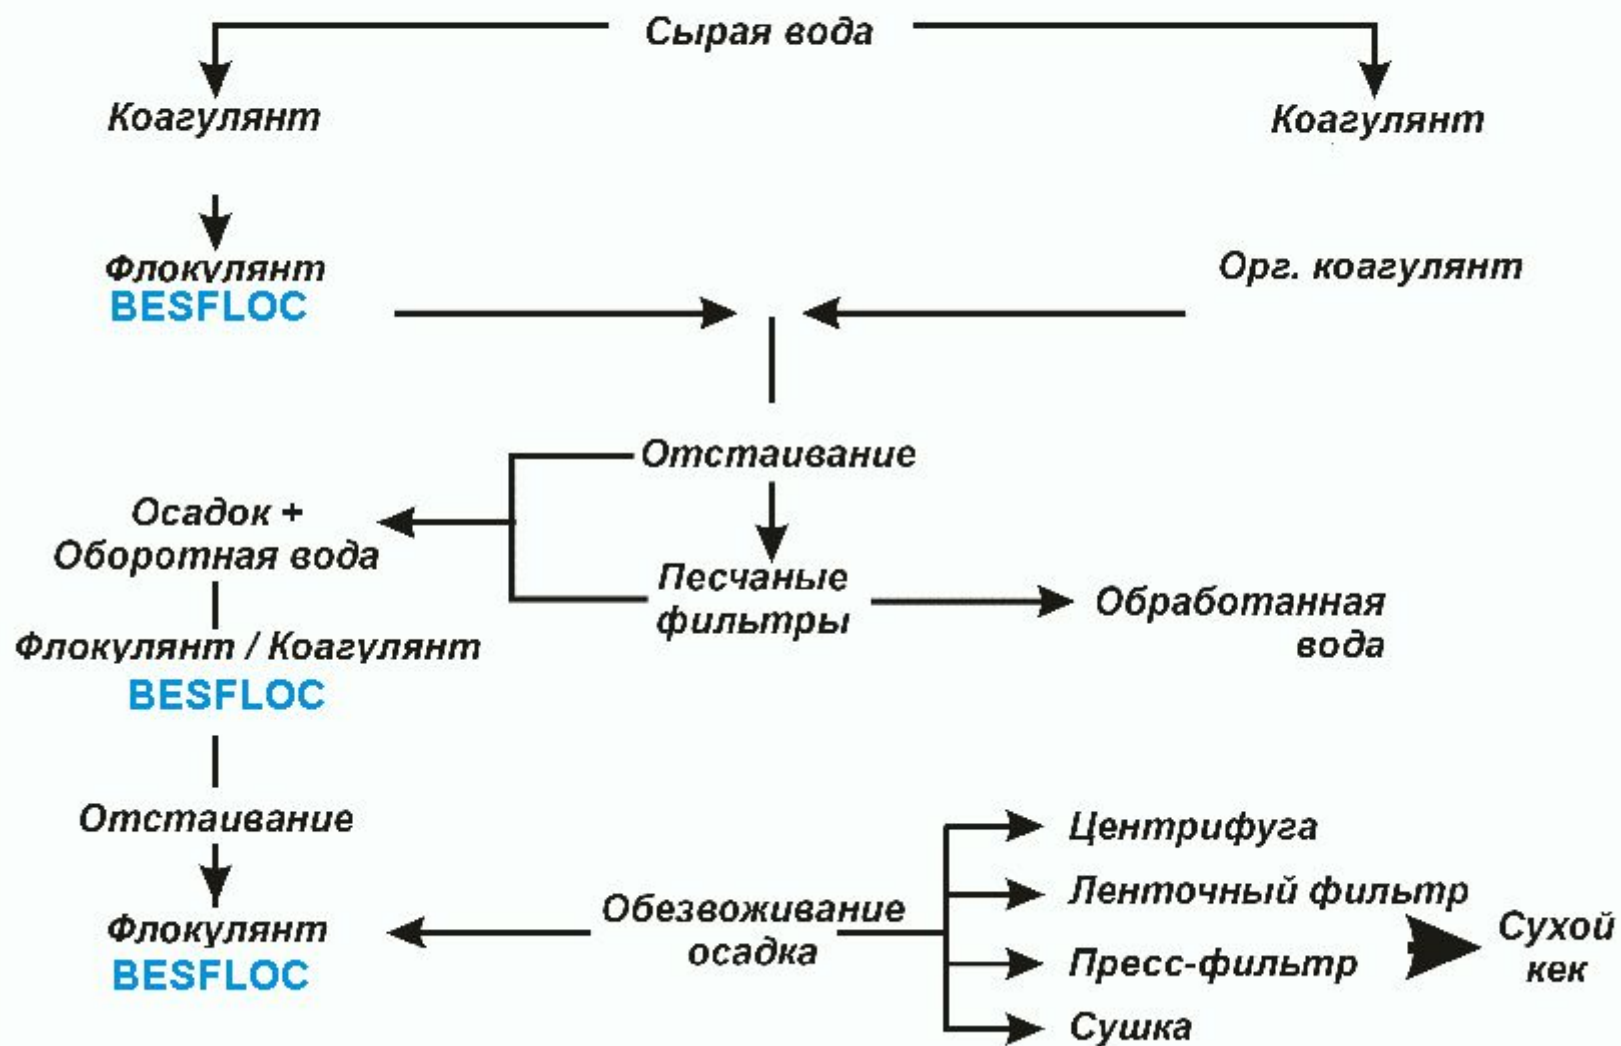 Сырая вода
Коагулянт
Коагулянт
Флокулянт
BESFLOC
Орг. коагулянт
Отстаивание
Осадок +
Оборотная вода
Песчаные
фильтры
Обработанная
вода
Флокулянт / Коагулянт
BESFLOC
Отстаивание
Флокулянт
BESFLOC
Обезвоживание
осадка
Центрифуга
Ленточный фильтр
Пресс-фильтр
Сушка
Сухой
кек